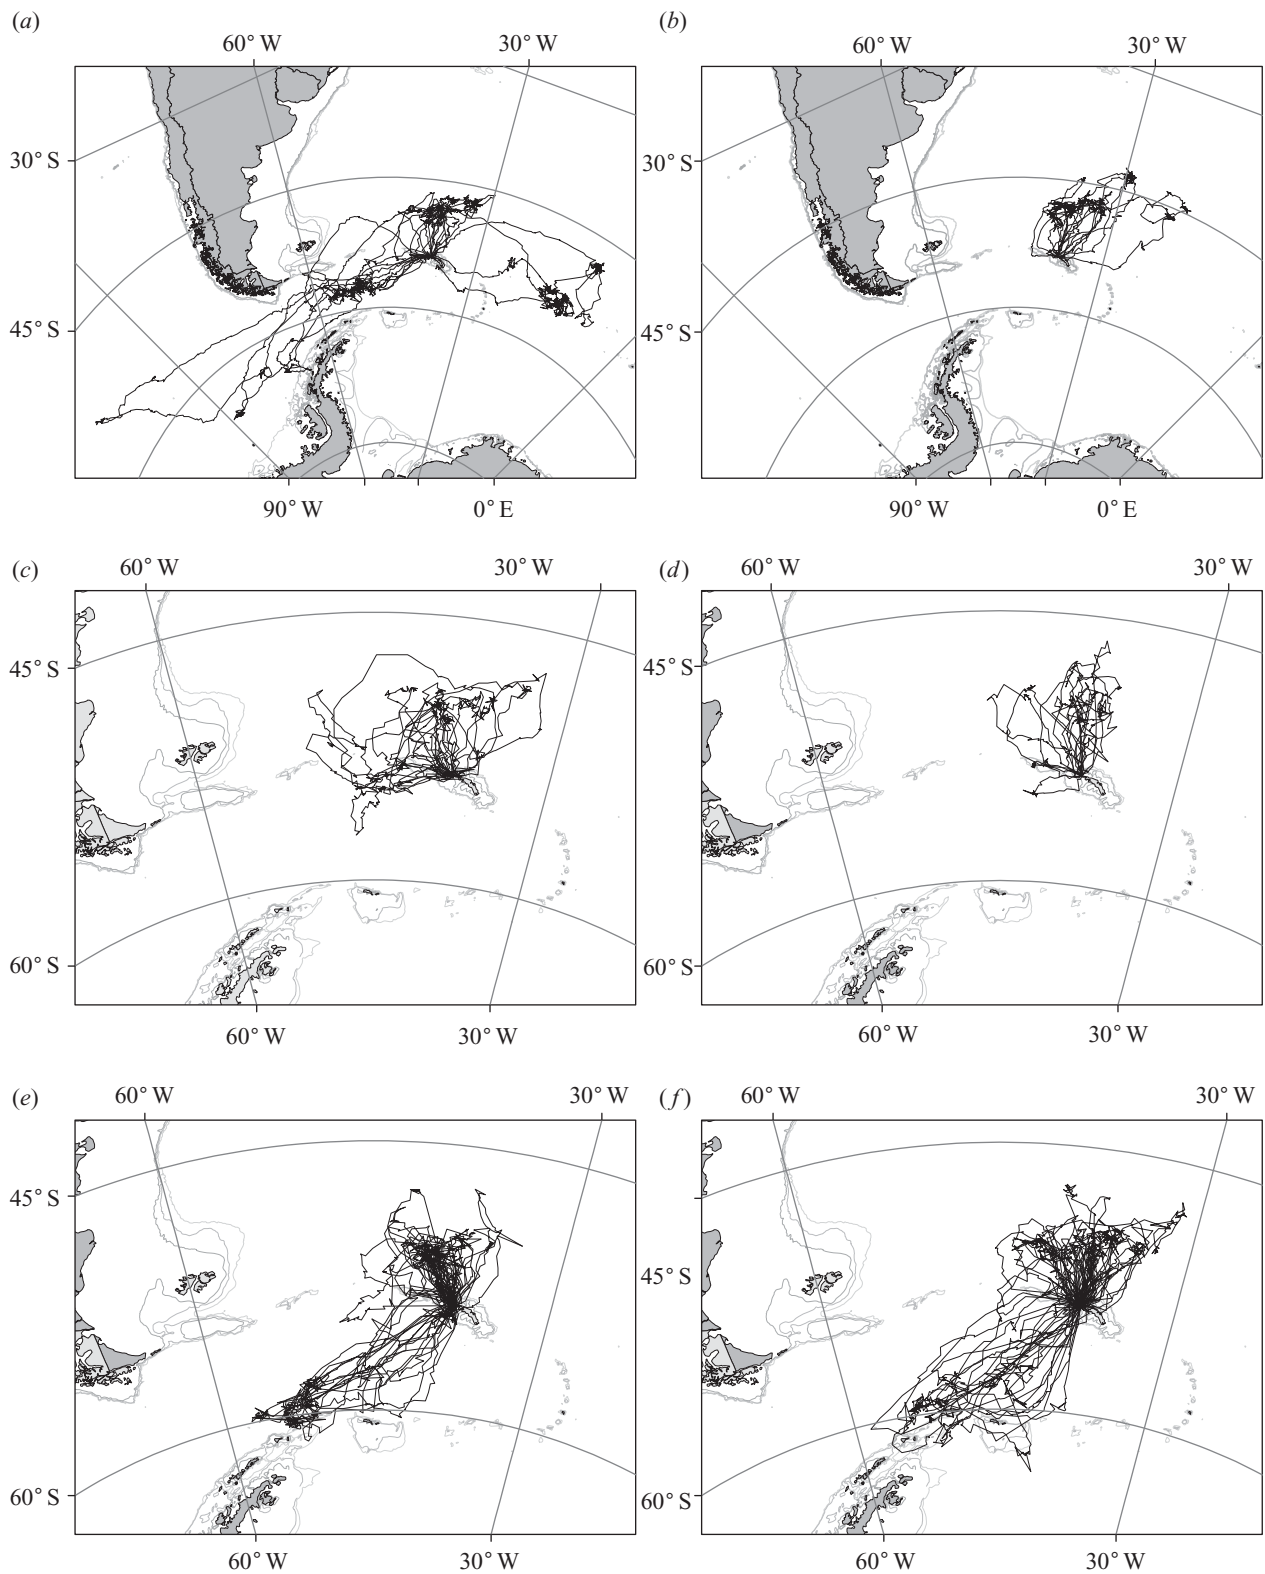 (a) (b)
60° W 30° W 60° W 30° W
30° S 30° S
45° S 45° S
90° W 0° E 90° W 0° E
(c) 60° W 30° W (d) 60° W 30° W
45° S 45° S
60° S 60° S
60° W 30° W 60° W 30° W
(e) 60° W 30° W (f) 60° W 30° W
45° S
45° S
60° S 60° S
60° W 30° W 60° W 30° W